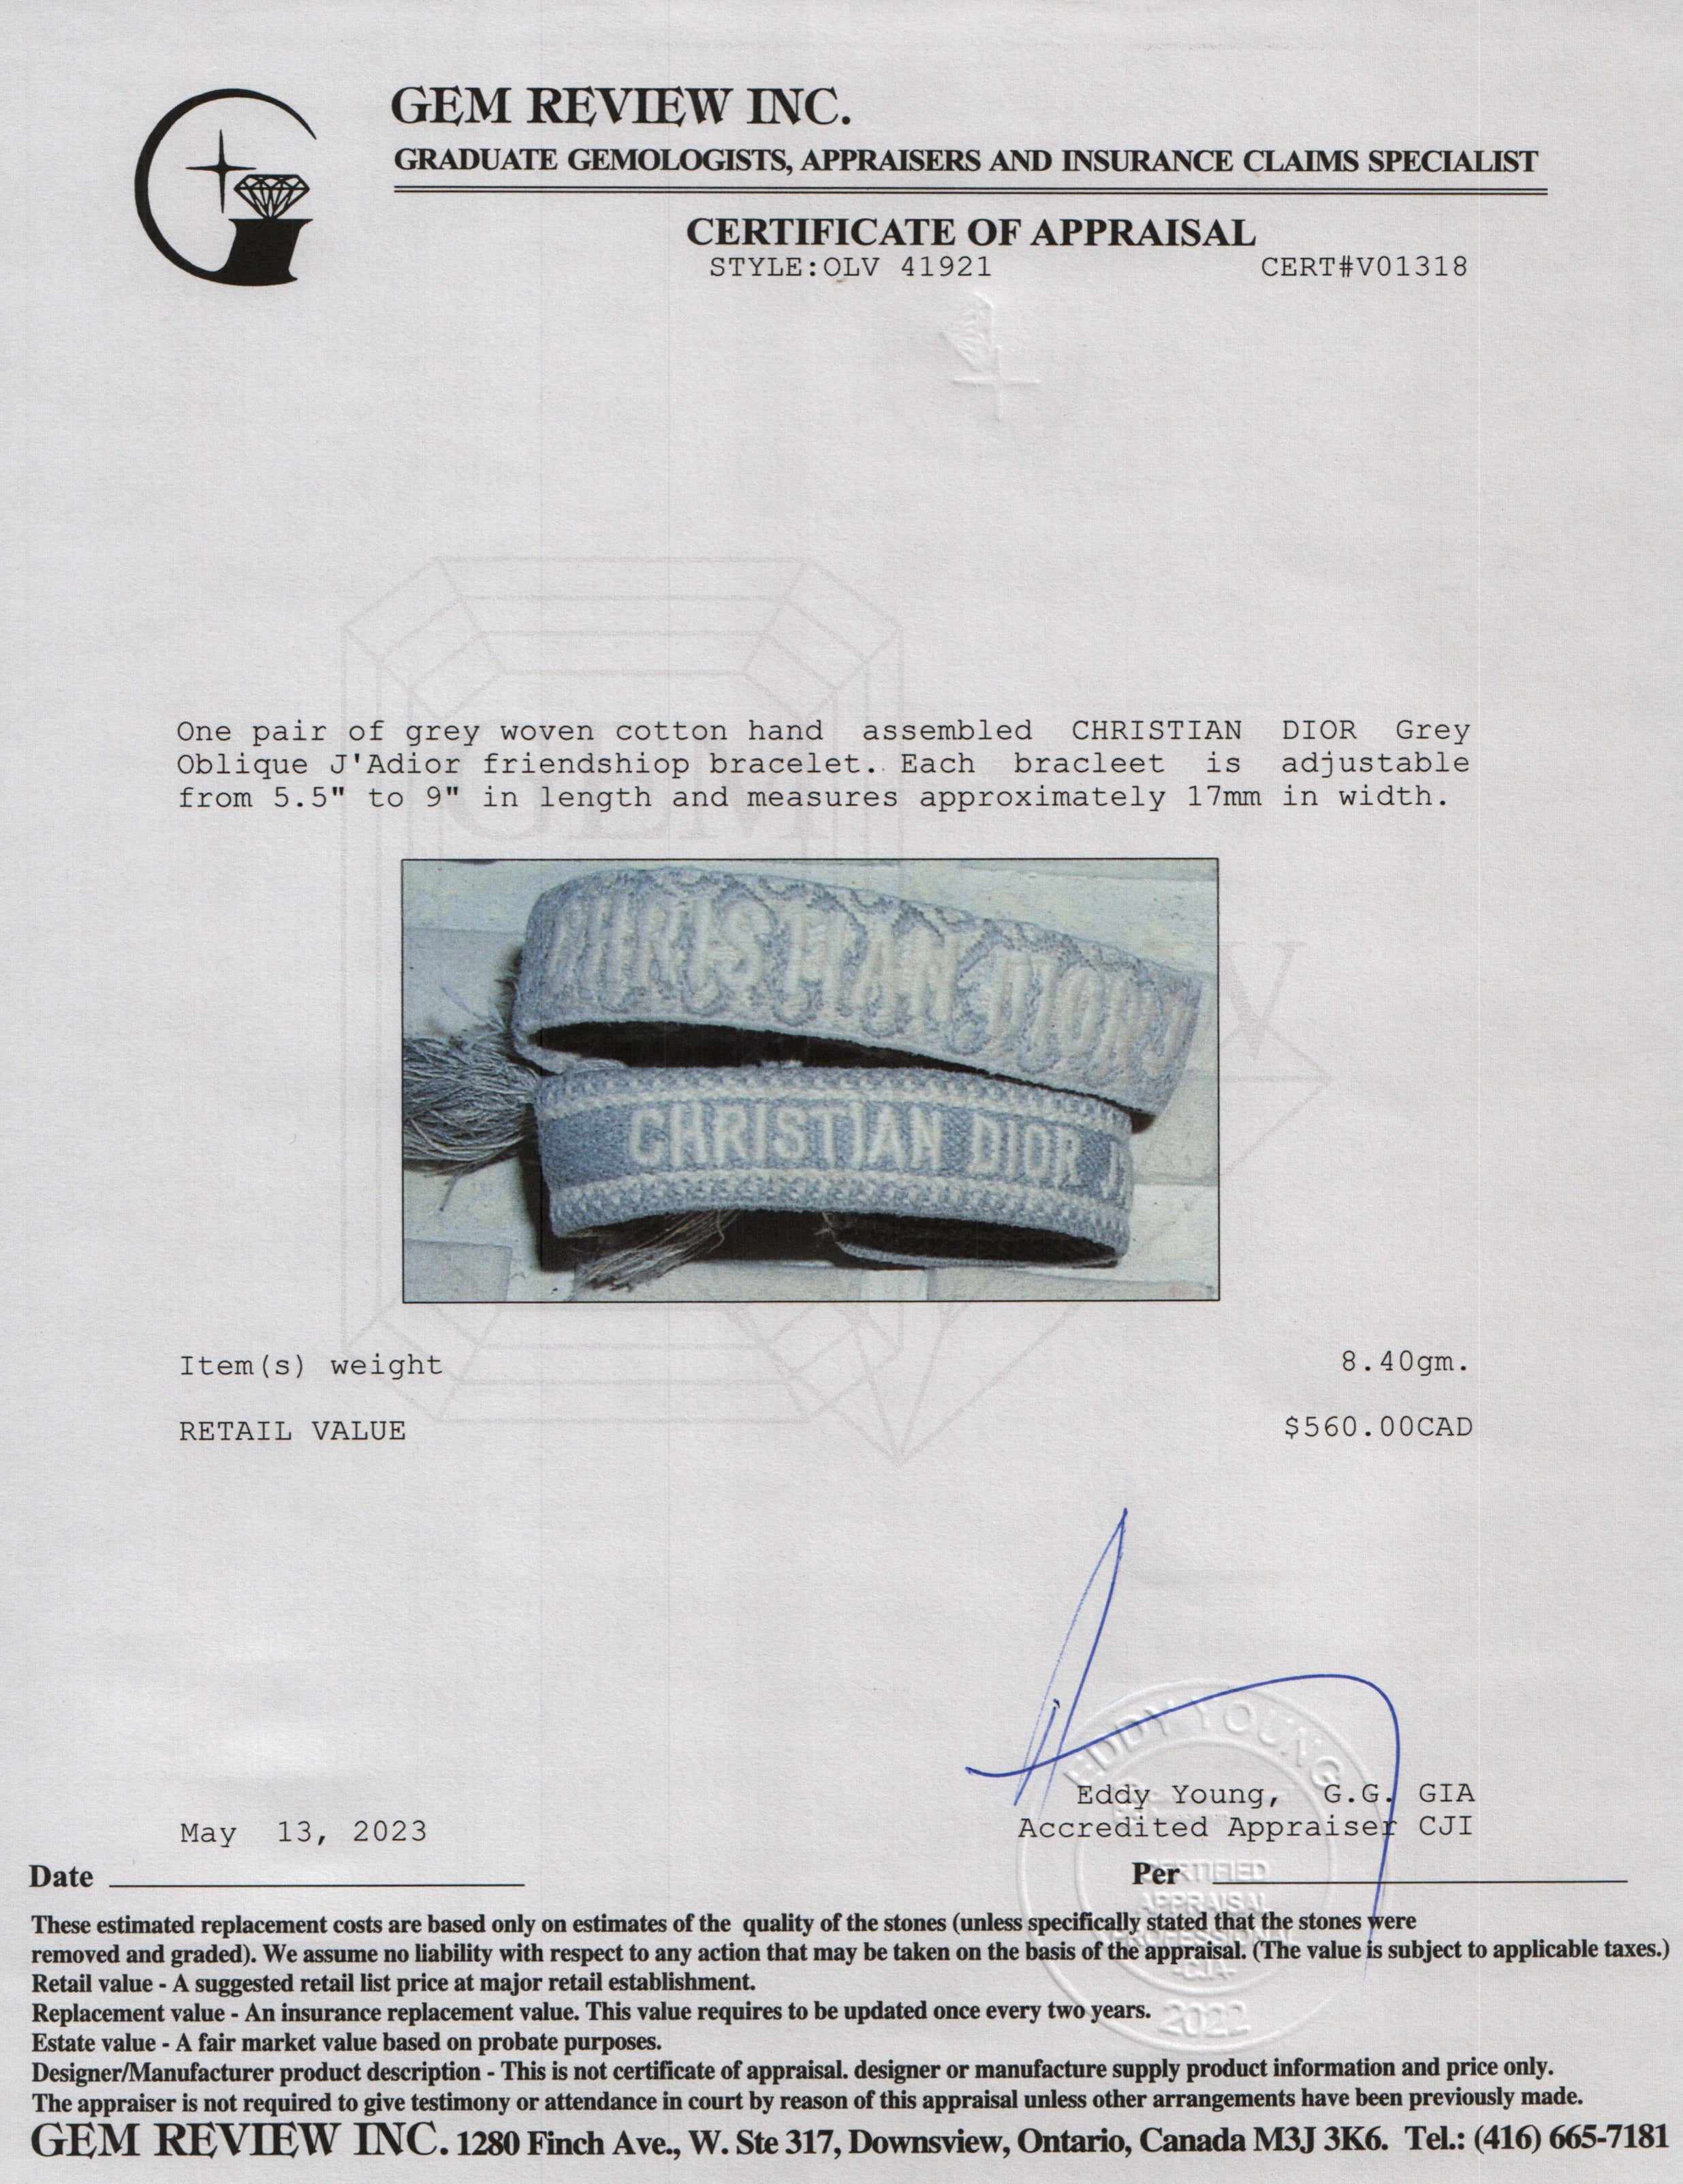 GEM REVIEW INC.
GRADUATE GEMOLOGISTS, APPRAISERS AND INSURANCE CLAIMS SPECIALIST
CERTIFICATE OF APPRAISAL
STYLE:OLV 41921 CERT#V01318
One pair of grey woven cotton hand assembled CHRISTIAN DIOR Grey
Oblique J'Adior friendshiop bracelet. Each bracleet is adjustable
from 5.5" to 9" in length and measures approximately 17mm in width.
GEM
CHRISTIAN DIOR J
CHRISTIAN DIOR J
Item(s) weight 8.40gm.
RETAIL VALUE $560.00CAD
EDDY YOUNG
Eddy Young, G.G. GIA
Accredited Appraiser CJI
May 13, 2023
Date
Per
CERTIFIED
APPRAISAL
PROFESSIONAL
-CJA-
2022
These estimated replacement costs are based only on estimates of the quality of the stones (unless specifically stated that the stones were
removed and graded). We assume no liability with respect to any action that may be taken on the basis of the appraisal. (The value is subject to applicable taxes.)
Retail value - A suggested retail list price at major retail establishment.
Replacement value - An insurance replacement value. This value requires to be updated once every two years.
Estate value - A fair market value based on probate purposes.
Designer/Manufacturer product description - This is not certificate of appraisal. designer or manufacture supply product information and price only.
The appraiser is not required to give testimony or attendance in court by reason of this appraisal unless other arrangements have been previously made.
GEM REVIEW INC. 1280 Finch Ave., W. Ste 317, Downsview, Ontario, Canada M3J 3K6. Tel.: (416) 665-7181